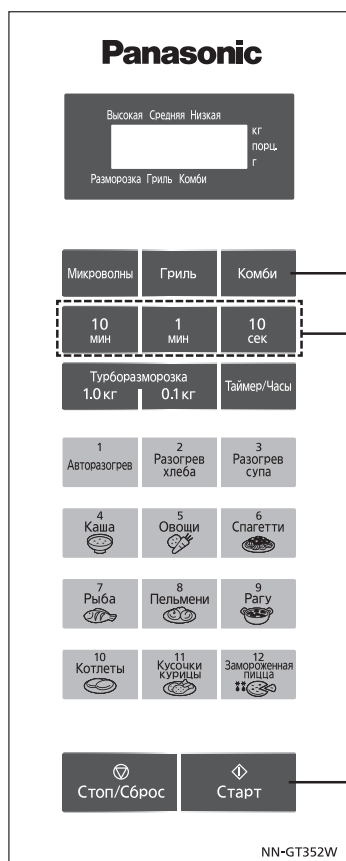 Panasonic
Высокая Средняя Низкая
кг
порц.
г
Разморозка Гриль Комби
Микроволны Гриль Комби
10 мин
1 мин
10 сек
Турборазморозка
1.0 кг 0.1 кг
Таймер/Часы
1
Авторазогрев
2
Разогрев
хлеба
3
Разогрев
супа
4
Каша
5
Овощи
6
Спагетти
7
Рыба
8
Пельмени
9
Рагу
10
Котлеты
11
Кусочки
курицы
12
Замороженная
пицца
Стоп/Сброс
Старт
NN-GT352W